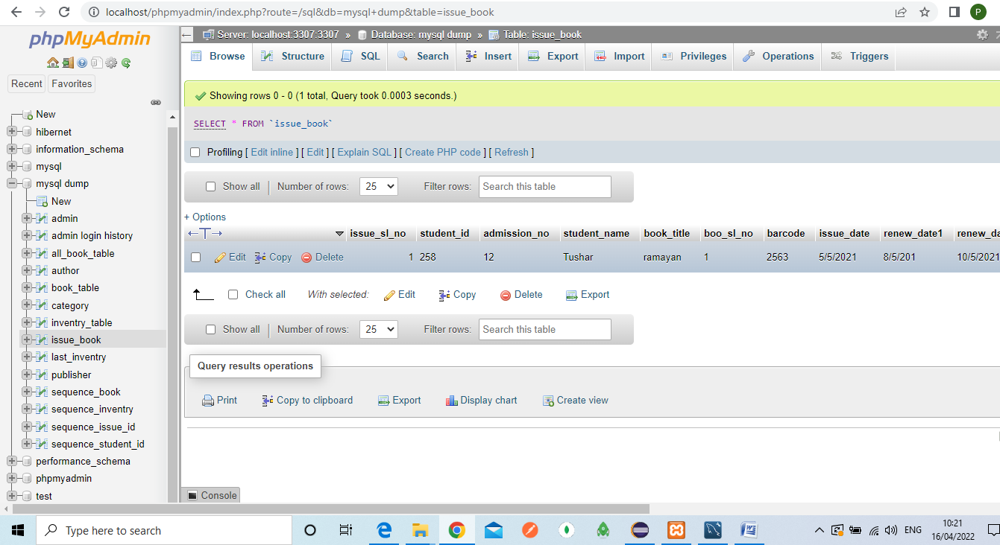 localhost/phpmyadmin/index.php?route=/sql&db=mysql+dump&table=issue_book
P
phpMyAdmin
Recent Favorites
New
hibernet
information_schema
mysql
mysql dump
New
admin
admin login history
all_book_table
author
book_table
category
inventry_table
issue_book
last_inventry
publisher
sequence_book
sequence_inventry
sequence_issue_id
sequence_student_id
performance_schema
phpmyadmin
test
Server: localhost:3307:3307 » Database: mysql dump » Table: issue_book
Browse Structure SQL Search Insert Export Import Privileges Operations Triggers
Showing rows 0 - 0 (1 total, Query took 0.0003 seconds.)
SELECT * FROM `issue_book`
Profiling [ Edit inline ] [ Edit ] [ Explain SQL ] [ Create PHP code ] [ Refresh ]
Show all Number of rows: 25 Filter rows: Search this table
+ Options
issue_sl_no student_id admission_no student_name book_title boo_sl_no barcode issue_date renew_date1 renew_da
Edit Copy Delete 1 258 12 Tushar ramayan 1 2563 5/5/2021 8/5/201 10/5/2021
Check all With selected: Edit Copy Delete Export
Show all Number of rows: 25 Filter rows: Search this table
Query results operations
Print Copy to clipboard Export Display chart Create view
Console
Type here to search
ENG
10:21
16/04/2022